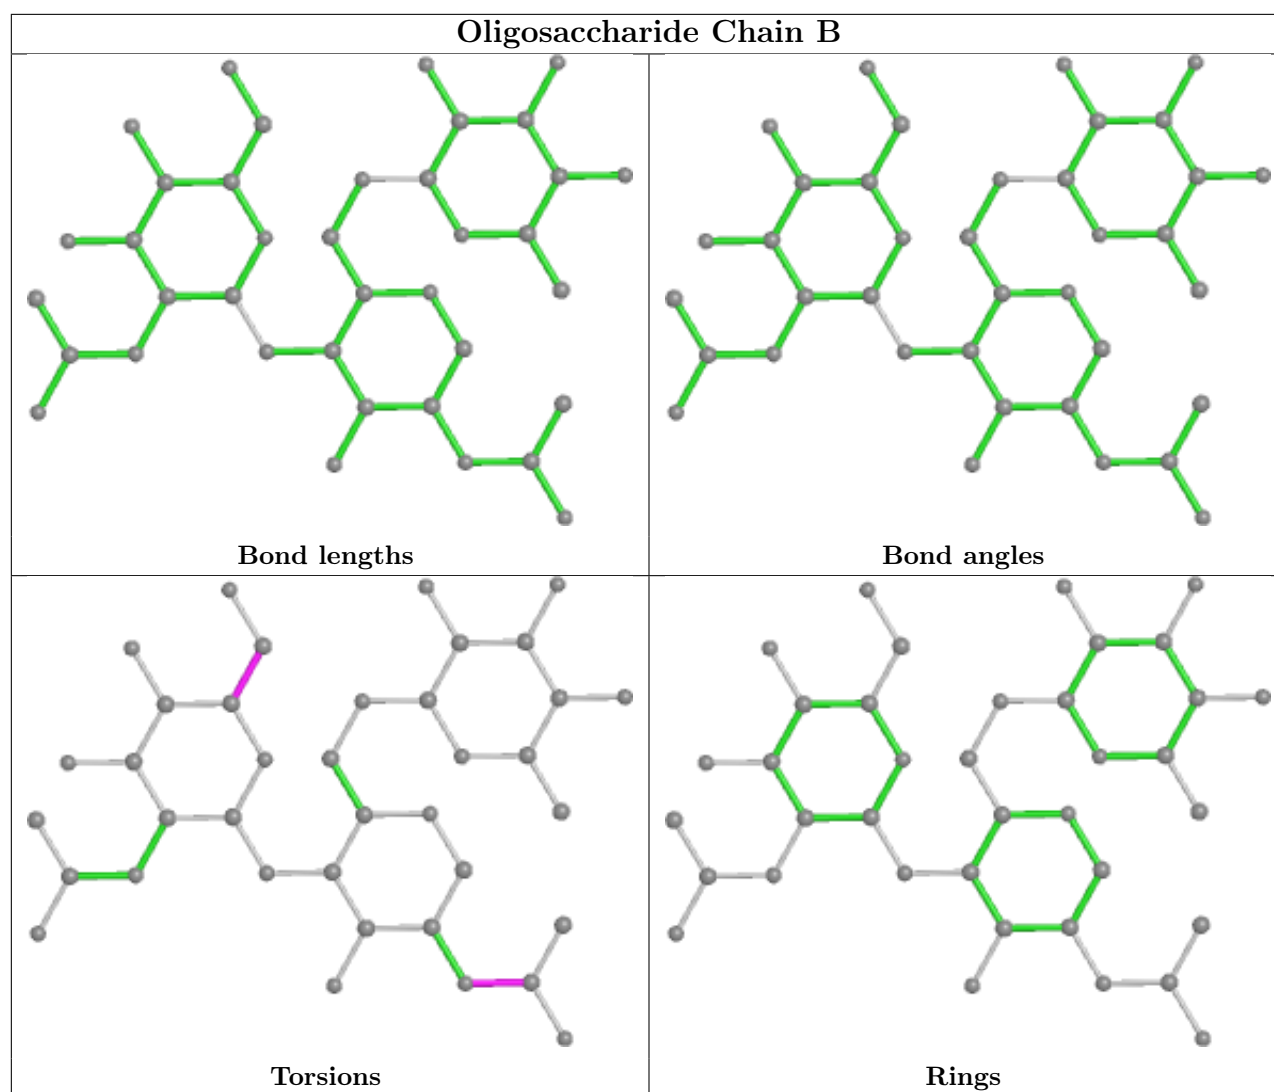 Oligosaccharide Chain B
Bond lengths
Bond angles
Torsions
Rings